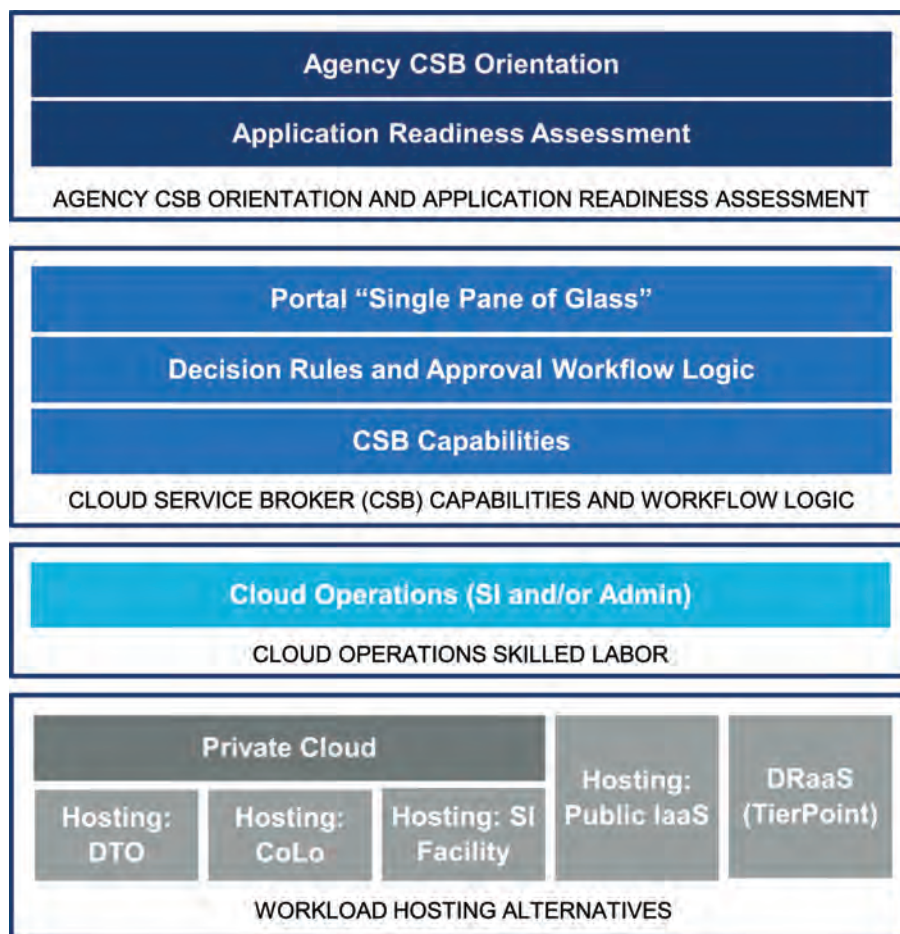 Agency CSB Orientation
Application Readiness Assessment
AGENCY CSB ORIENTATION AND APPLICATION READINESS ASSESSMENT
Portal “Single Pane of Glass”
Decision Rules and Approval Workflow Logic
CSB Capabilities
CLOUD SERVICE BROKER (CSB) CAPABILITIES AND WORKFLOW LOGIC
Cloud Operations (SI and/or Admin)
CLOUD OPERATIONS SKILLED LABOR
Private Cloud
Hosting:
DTO
Hosting:
CoLo
Hosting: SI
Facility
Hosting:
Public IaaS
DRaaS
(TierPoint)
WORKLOAD HOSTING ALTERNATIVES